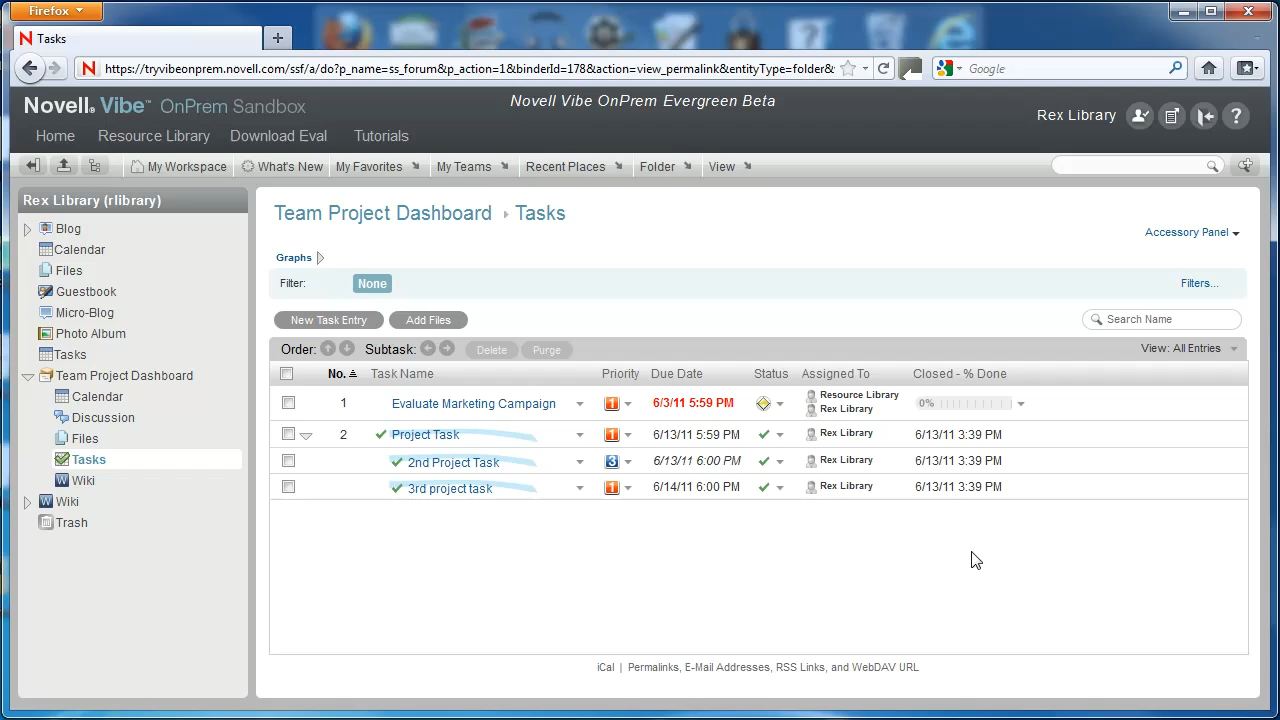 Firefox
Tasks
https://tryvibeonprem.novell.com/ssf/a/do?p_name=ss_forum&p_action=1&binderId=178&action=view_permalink&entityType=folder&
Google
Novell® Vibe™ OnPrem Sandbox
Novell Vibe OnPrem Evergreen Beta
Rex Library
Home Resource Library Download Eval Tutorials
My Workspace What's New My Favorites My Teams Recent Places Folder View
Rex Library (rlibrary)
Blog
Calendar
Files
Guestbook
Micro-Blog
Photo Album
Tasks
Team Project Dashboard
Calendar
Discussion
Files
Tasks
Wiki
Wiki
Trash
Team Project Dashboard Tasks
Accessory Panel
Graphs
Filter: None Filters...
New Task Entry Add Files Search Name
Order: Subtask: Delete Purge View: All Entries
No. Task Name Priority Due Date Status Assigned To Closed - % Done
1 Evaluate Marketing Campaign 1 6/3/11 5:59 PM Resource Library Rex Library 0%
2 Project Task 1 6/13/11 5:59 PM Rex Library 6/13/11 3:39 PM
2nd Project Task 3 6/13/11 6:00 PM Rex Library 6/13/11 3:39 PM
3rd project task 1 6/14/11 6:00 PM Rex Library 6/13/11 3:39 PM
iCal | Permalinks, E-Mail Addresses, RSS Links, and WebDAV URL